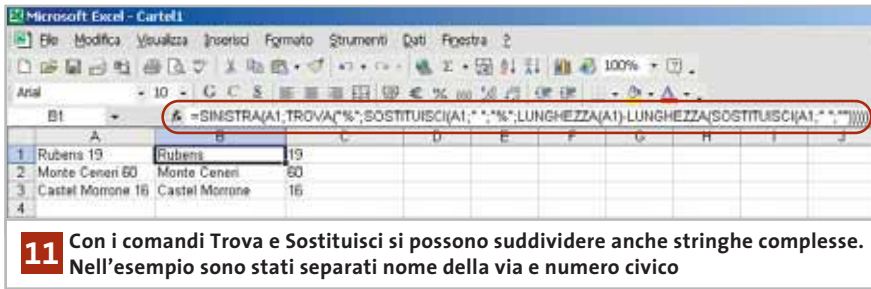 Microsoft Excel - Cartel1
File Modifica Visualizza Inserisci Formato Strumenti Dati Finestra ?
100%
Arial 10 G C S
B1 fx =SINISTRA(A1;TROVA("%";SOSTITUISCI(A1;" ";"%";LUNGHEZZA(A1)-LUNGHEZZA(SOSTITUISCI(A1;" ";"")))))
A B C D E F G H I J
1 Rubens 19 Rubens 19
2 Monte Ceneri 60 Monte Ceneri 60
3 Castel Morrone 16 Castel Morrone 16
4
11 Con i comandi Trova e Sostituisci si possono suddividere anche stringhe complesse.
Nell'esempio sono stati separati nome della via e numero civico